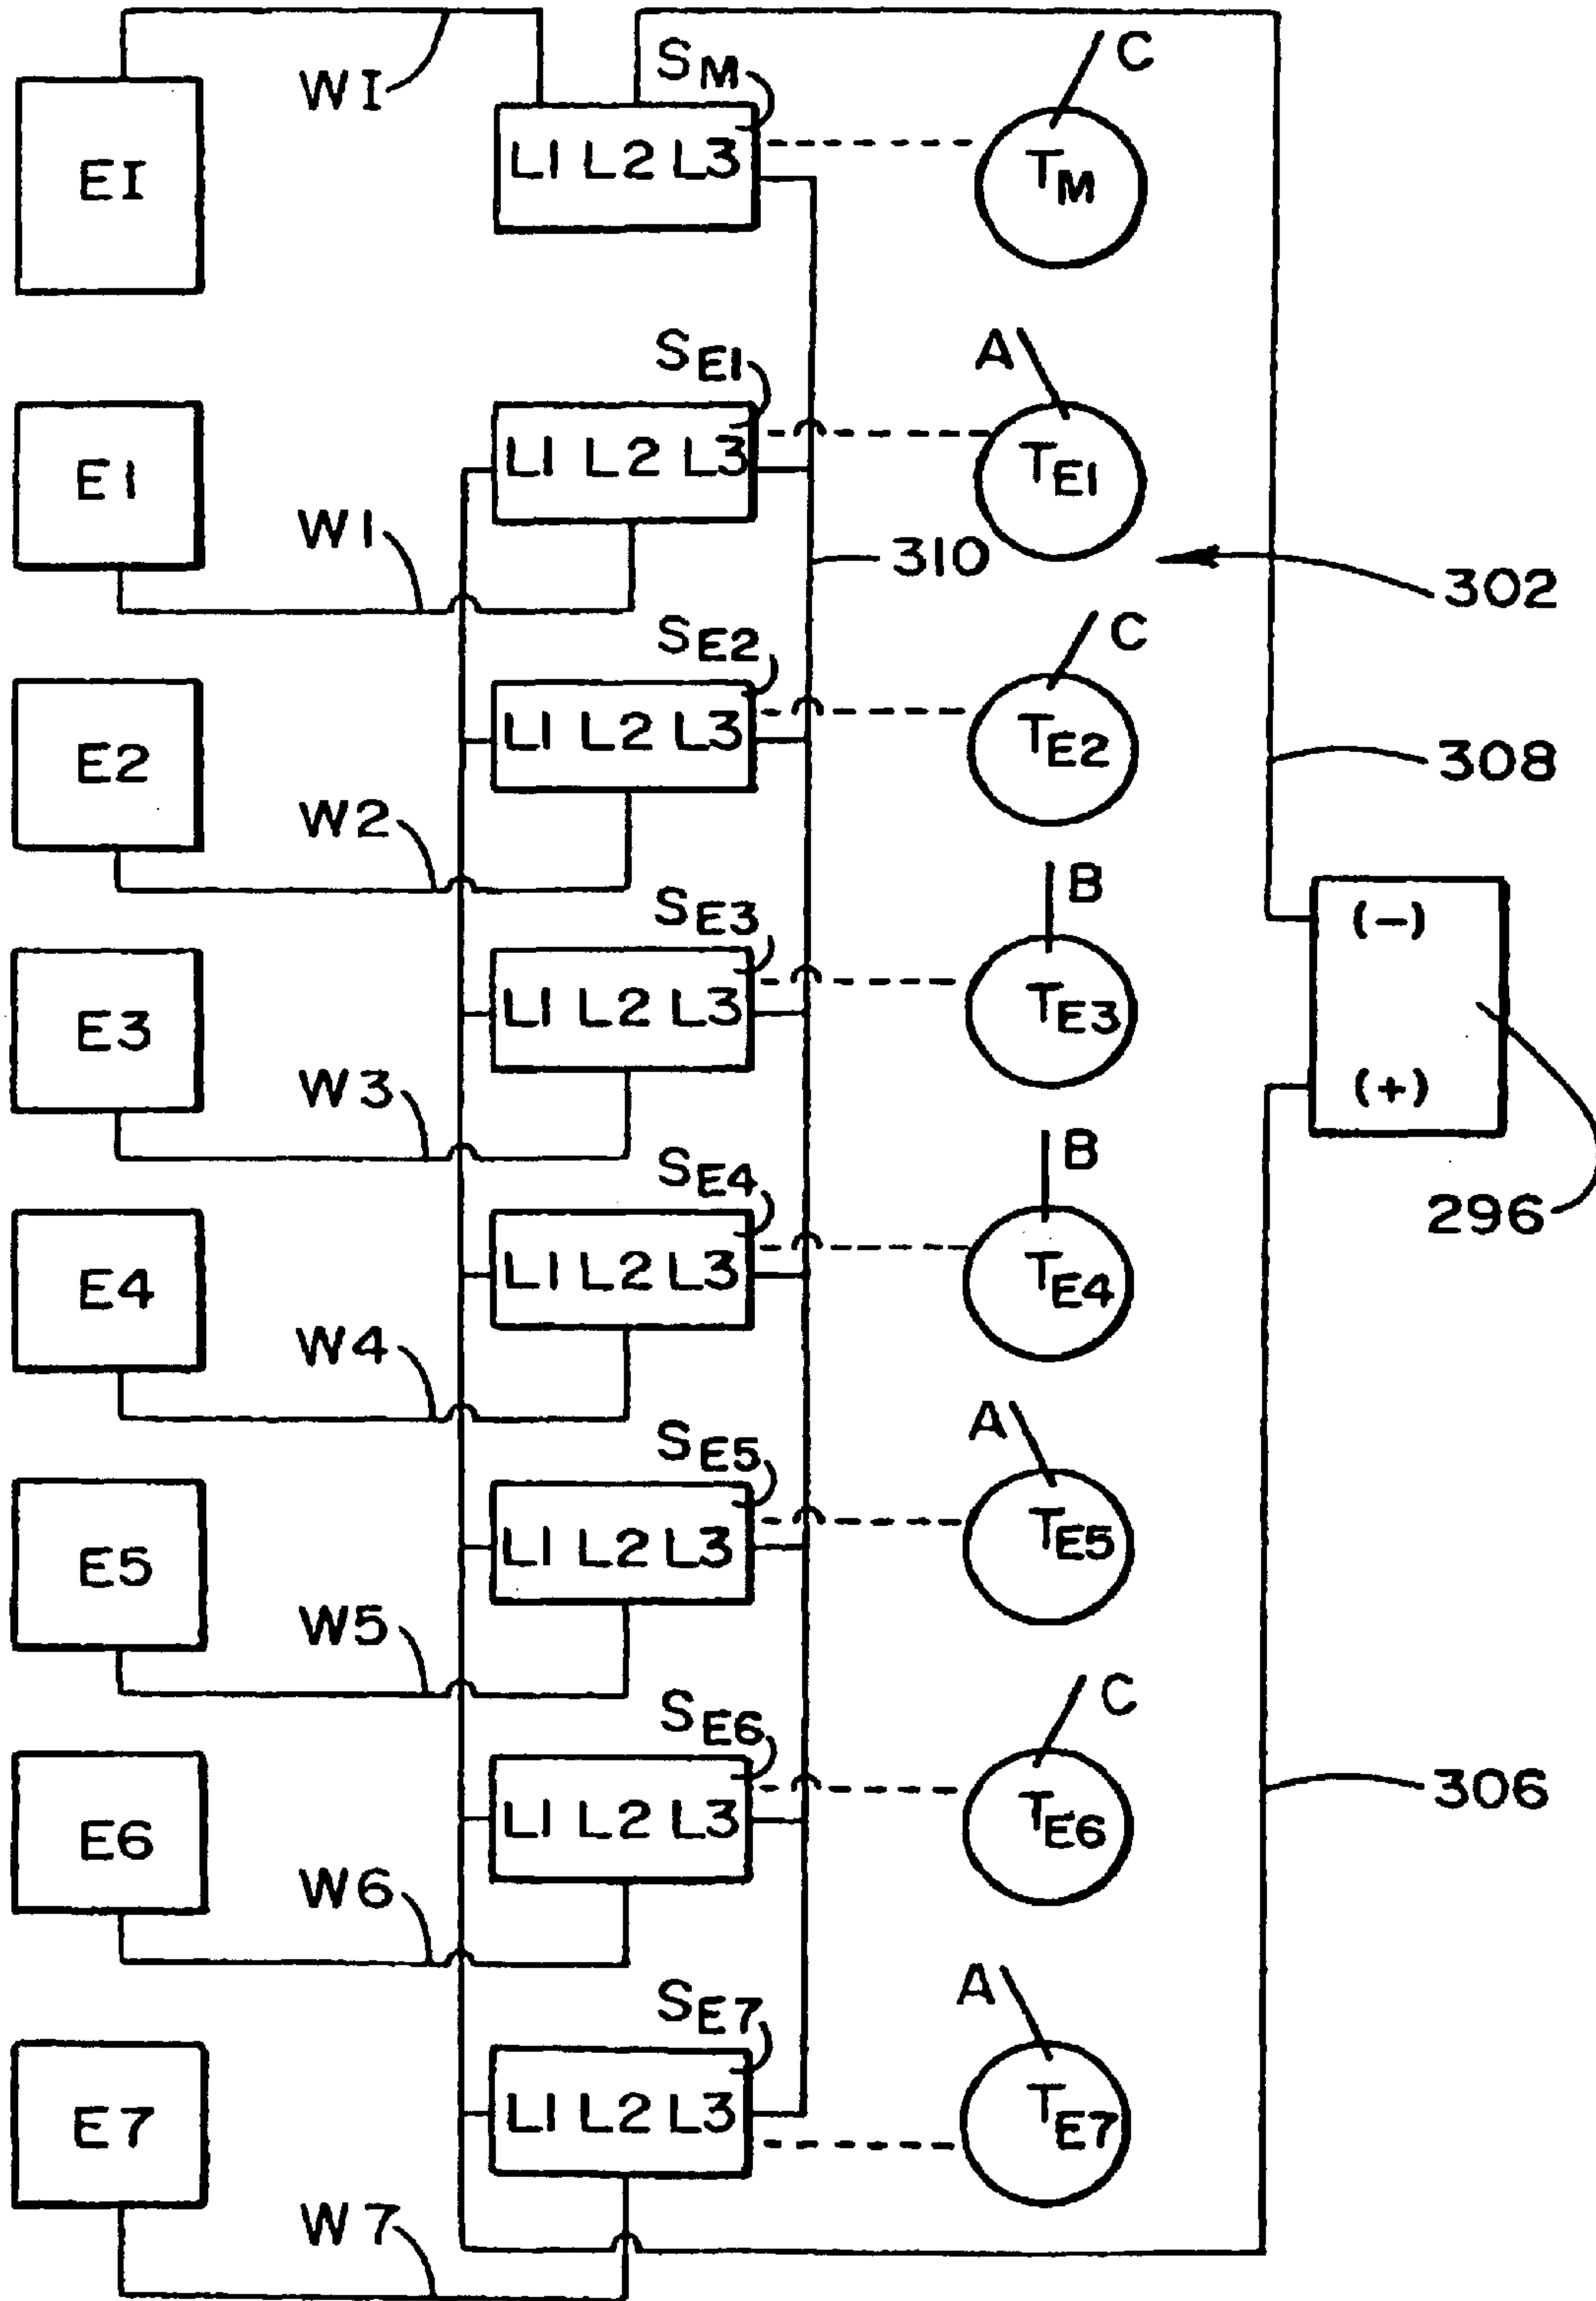 WI
SM
C
EI
L1 L2 L3
TM
SE1
A
E1
L1 L2 L3
TE1
W1
310
302
SE2
C
E2
L1 L2 L3
TE2
308
W2
SE3
B
(-)
E3
L1 L2 L3
TE3
W3
(+)
SE4
B
296
E4
L1 L2 L3
TE4
W4
SE5
A
E5
L1 L2 L3
TE5
W5
SE6
C
306
E6
L1 L2 L3
TE6
W6
SE7
A
E7
L1 L2 L3
TE7
W7